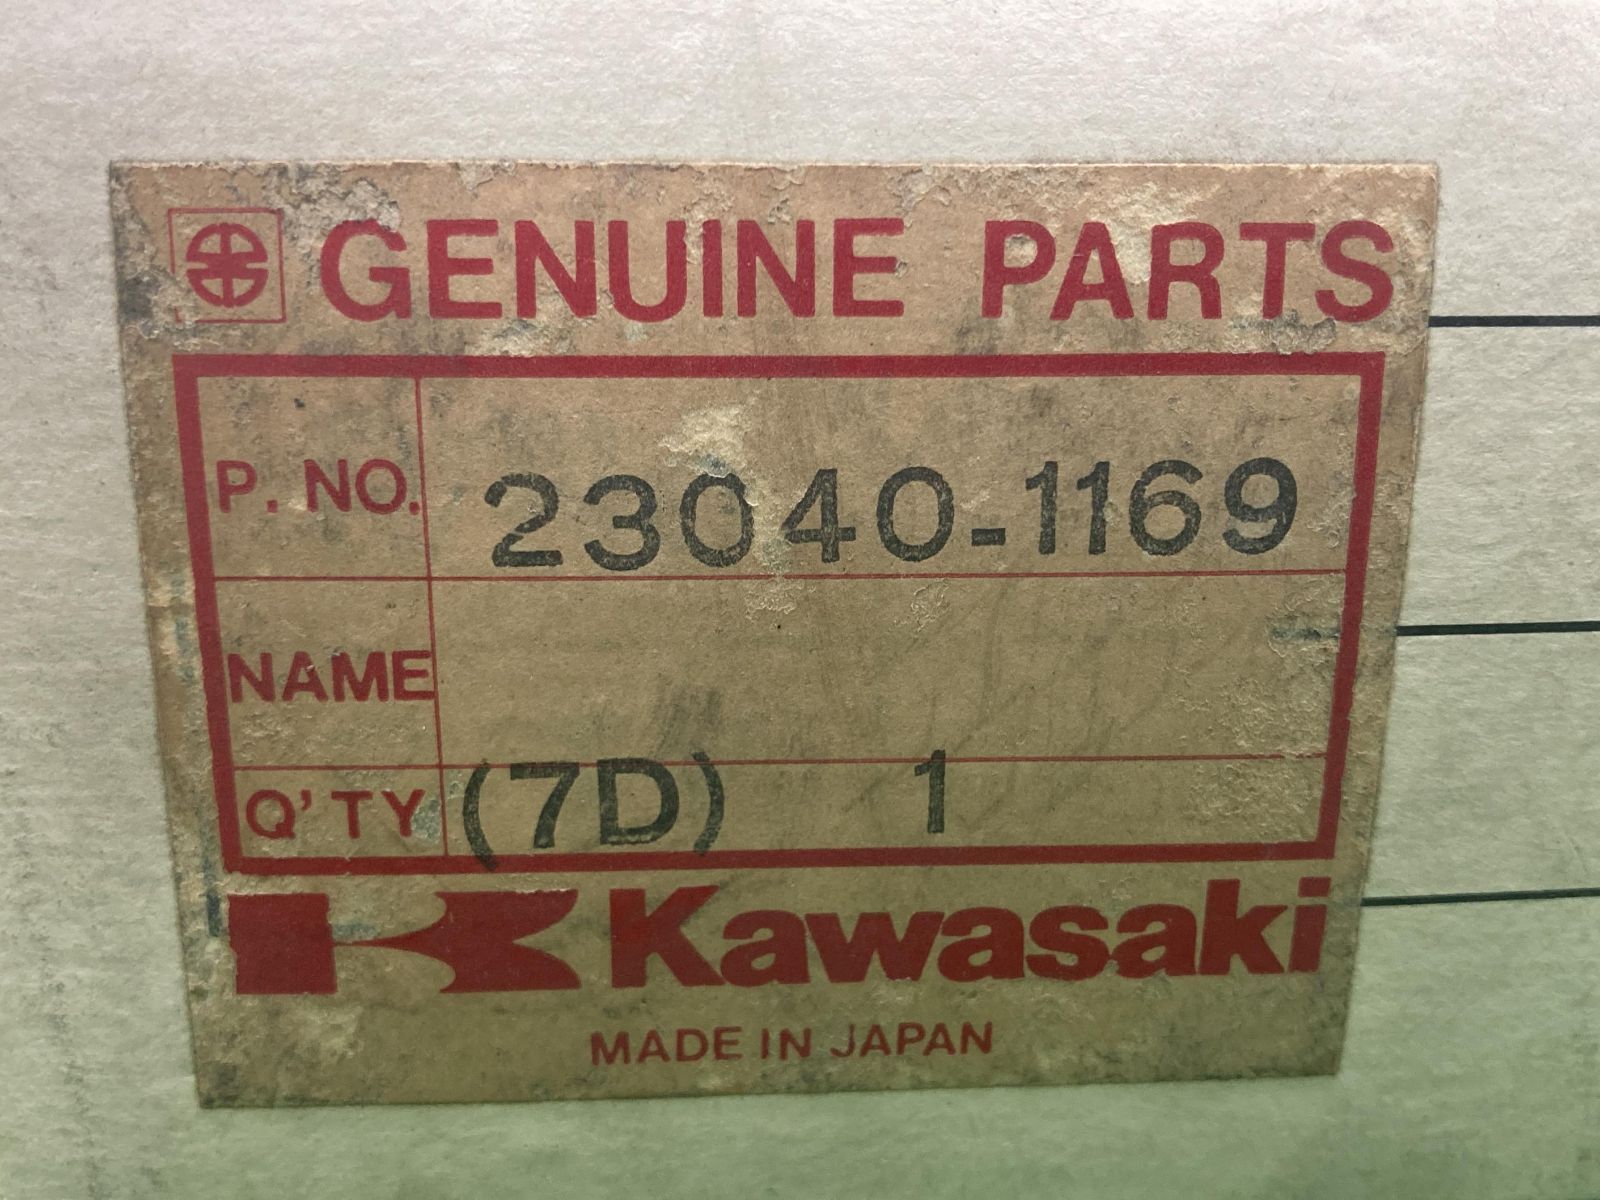 GENUINE PARTS
P. NO. 23040-1169
NAME
Q'TY (7D) 1
Kawasaki
MADE IN JAPAN